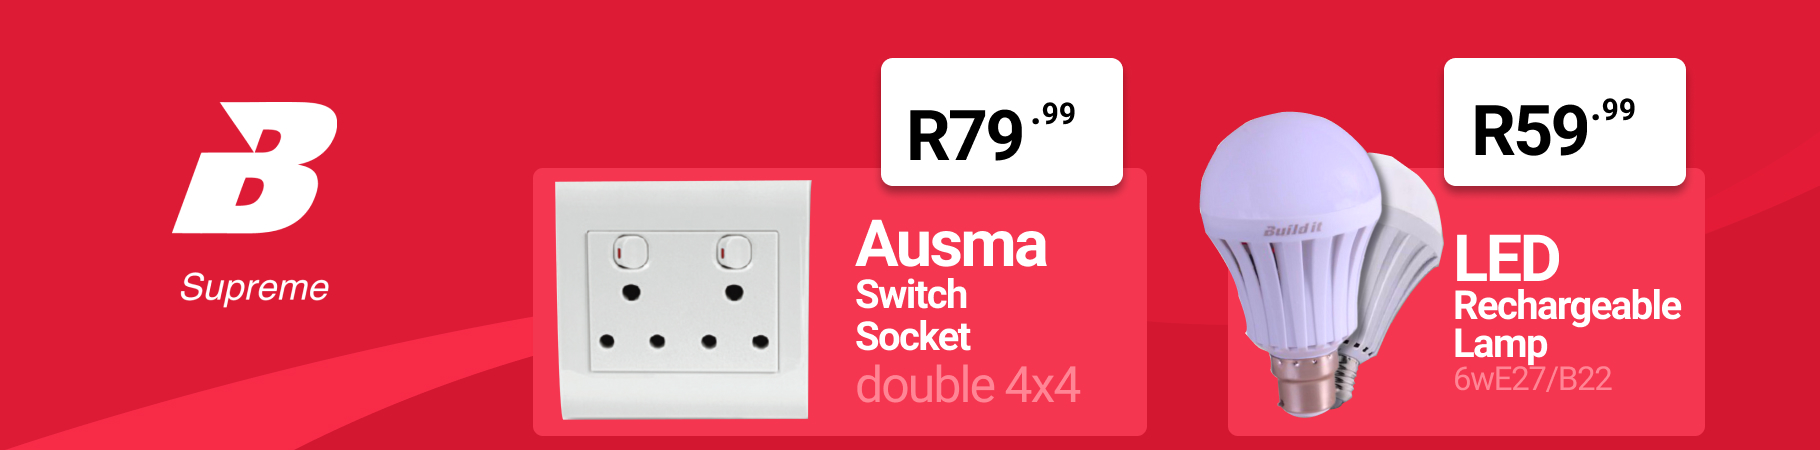 B
Supreme
R79.99
Ausma
Switch
Socket
double 4x4
R59.99
Build it
LED
Rechargeable
Lamp
6wE27/B22